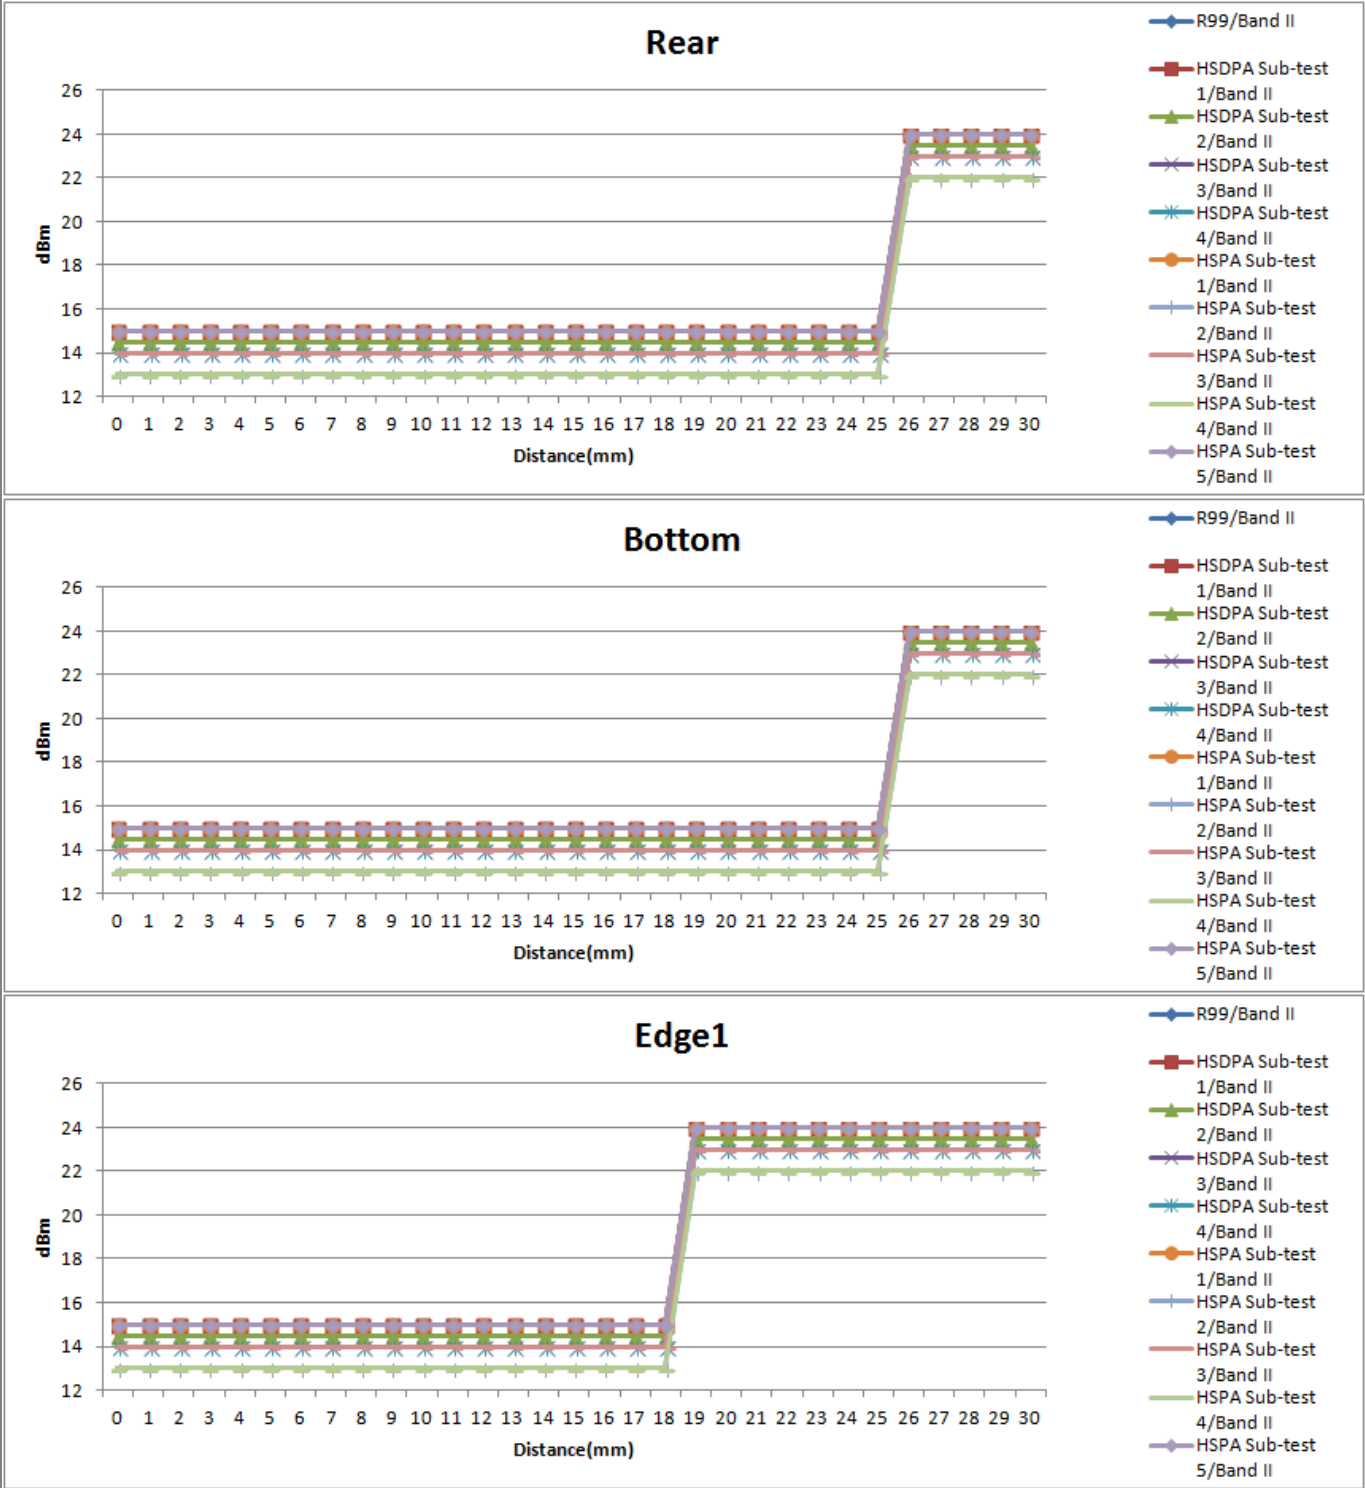 Rear
26
24
22
20
18
16
14
12
dBm
0 1 2 3 4 5 6 7 8 9 10 11 12 13 14 15 16 17 18 19 20 21 22 23 24 25 26 27 28 29 30
Distance(mm)
R99/Band II
HSDPA Sub-test
1/Band II
HSDPA Sub-test
2/Band II
HSDPA Sub-test
3/Band II
HSDPA Sub-test
4/Band II
HSPA Sub-test
1/Band II
HSPA Sub-test
2/Band II
HSPA Sub-test
3/Band II
HSPA Sub-test
4/Band II
HSPA Sub-test
5/Band II
Bottom
26
24
22
20
18
16
14
12
dBm
0 1 2 3 4 5 6 7 8 9 10 11 12 13 14 15 16 17 18 19 20 21 22 23 24 25 26 27 28 29 30
Distance(mm)
R99/Band II
HSDPA Sub-test
1/Band II
HSDPA Sub-test
2/Band II
HSDPA Sub-test
3/Band II
HSDPA Sub-test
4/Band II
HSPA Sub-test
1/Band II
HSPA Sub-test
2/Band II
HSPA Sub-test
3/Band II
HSPA Sub-test
4/Band II
HSPA Sub-test
5/Band II
Edge1
26
24
22
20
18
16
14
12
dBm
0 1 2 3 4 5 6 7 8 9 10 11 12 13 14 15 16 17 18 19 20 21 22 23 24 25 26 27 28 29 30
Distance(mm)
R99/Band II
HSDPA Sub-test
1/Band II
HSDPA Sub-test
2/Band II
HSDPA Sub-test
3/Band II
HSDPA Sub-test
4/Band II
HSPA Sub-test
1/Band II
HSPA Sub-test
2/Band II
HSPA Sub-test
3/Band II
HSPA Sub-test
4/Band II
HSPA Sub-test
5/Band II